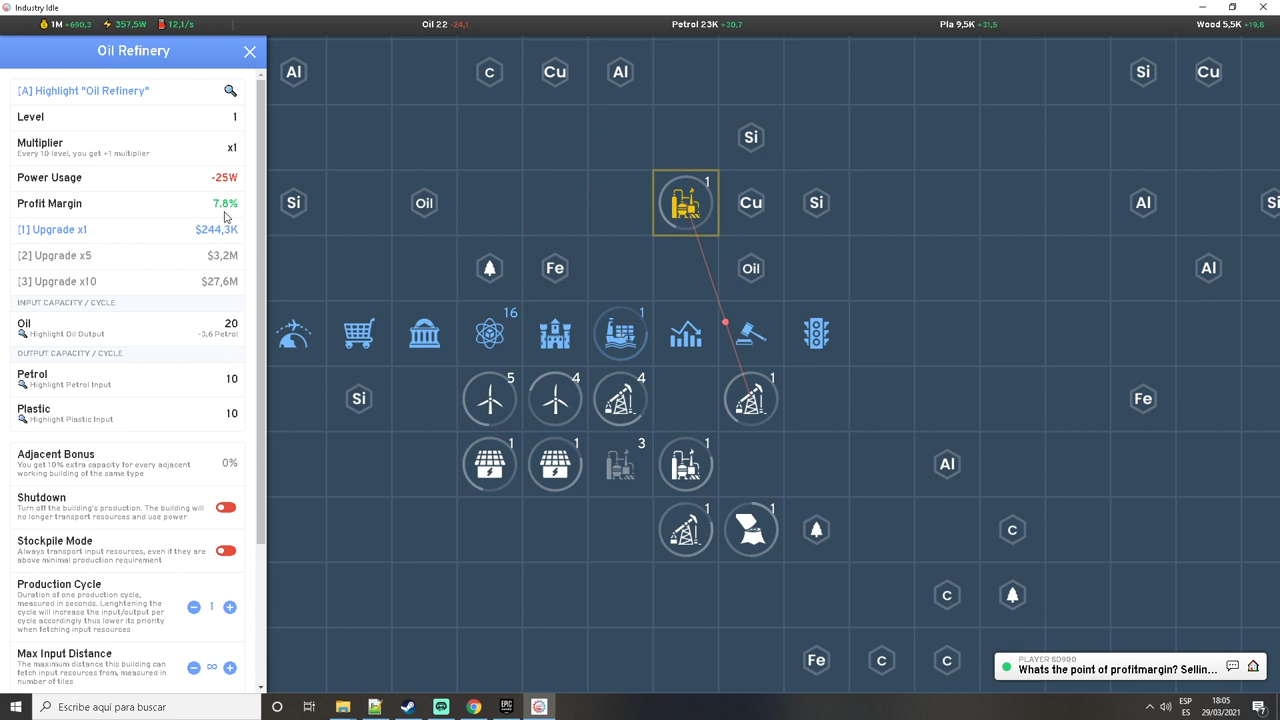 Industry Idle
1M +690,3
357,5W
12,1/s
Oil 22 -24,1
Petrol 23K +30,7
Pla 9,5K +31,5
Wood 5,5K +19,6
Oil Refinery
[A] Highlight "Oil Refinery"
Level 1
Multiplier
Every 10 level, you get +1 multiplier
x1
Power Usage -25W
Profit Margin 7.8%
[1] Upgrade x1 $244,3K
[2] Upgrade x5 $3,2M
[3] Upgrade x10 $27,6M
INPUT CAPACITY / CYCLE
Oil 20
Highlight Oil Output -3,6 Petrol
OUTPUT CAPACITY / CYCLE
Petrol
Highlight Petrol Input
10
Plastic
Highlight Plastic Input
10
Adjacent Bonus
You get 10% extra capacity for every adjacent
working building of the same type
0%
Shutdown
Turn off the building's production. The building will
no longer transport resources and use power
Stockpile Mode
Always transport input resources, even if they are
above minimal production requirement
Production Cycle
Duration of one production cycle,
measured in seconds. Lenghtening the
cycle will increase the input/output per
cycle accordingly thus lower its priority
when fetching input resources
1
Max Input Distance
The maximum distance this building can
fetch input resources from, measured in
number of tiles
∞
Al C Cu Al Si Cu
Si
Si Oil 1 Cu Si Al Si
Fe Oil Al
16 1
Si 5 4 4 1 Fe
1 1 3 1 Al
1 1 C
C
Fe C C
PLAYER 5D900
Whats the point of profitmargin? Sellin...
Escribe aquí para buscar
EPIC
ESP
ES
18:05
29/03/2021